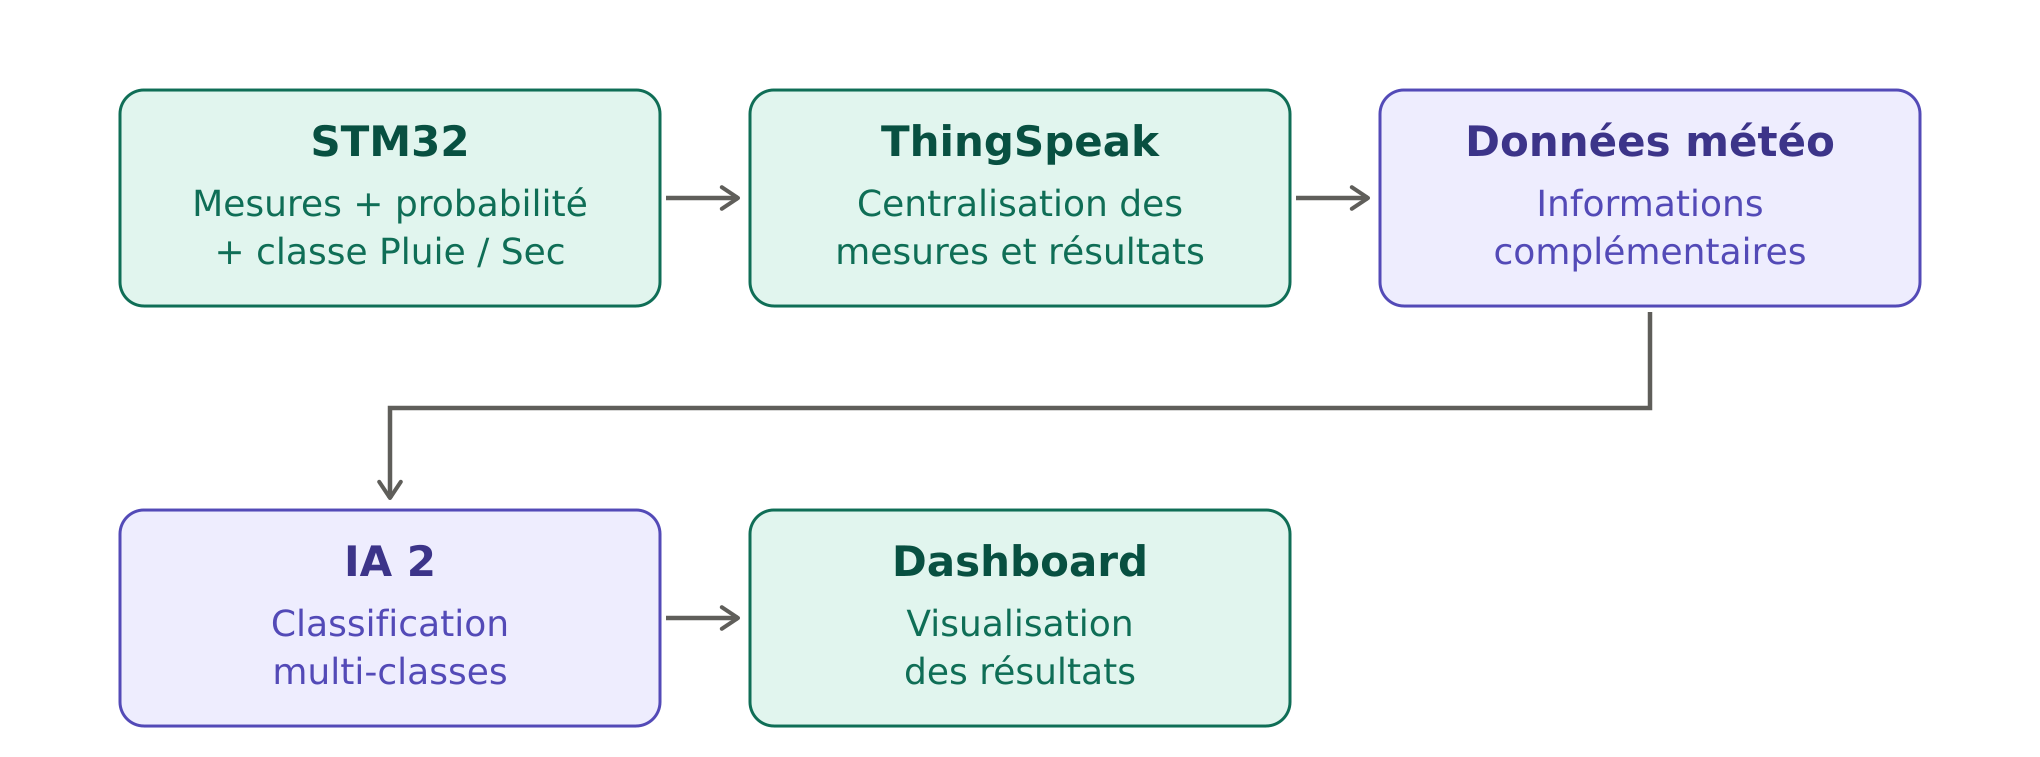 STM32
Mesures + probabilité
+ classe Pluie / Sec
ThingSpeak
Centralisation des
mesures et résultats
Données météo
Informations
complémentaires
IA 2
Classification
multi-classes
Dashboard
Visualisation
des résultats